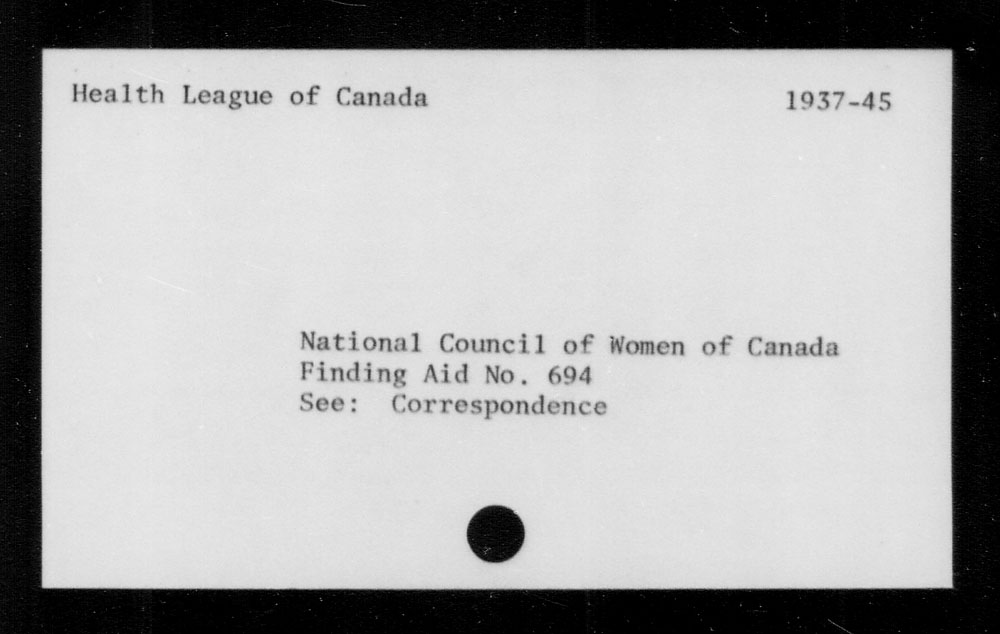 Health League of Canada 1937-45
National Council of Women of Canada
Finding Aid No. 694
See: Correspondence